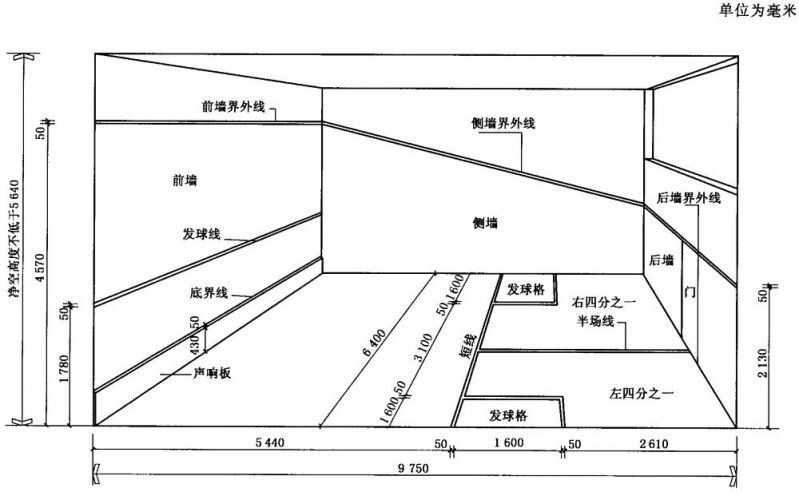 单位为毫米
前墙界外线
侧墙界外线
前墙
后墙界外线
发球线
侧墙
后墙
门
底界线
发球格
右四分之一
半场线
短线
声响板
左四分之一
发球格
净空高度不低于5 640
50
4 570
50
1 780
50
430
6 400
1 600
50
3 100
50
1 600
50
2 130
5 440
50
1 600
50
2 610
9 750